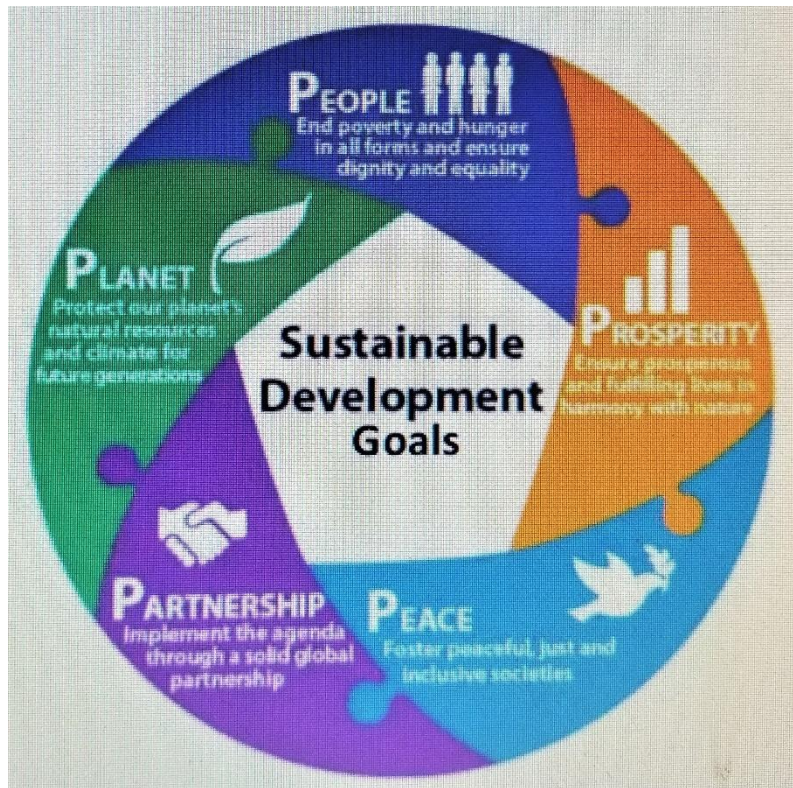 PEOPLE
End poverty and hunger
in all forms and ensure
dignity and equality
PLANET
Protect our planet's
natural resources
and climate for
future generations
PROSPERITY
Ensure prosperous
and fulfilling lives in
harmony with nature
Sustainable
Development
Goals
PARTNERSHIP
Implement the agenda
through a solid global
partnership
PEACE
Foster peaceful, just and
inclusive societies